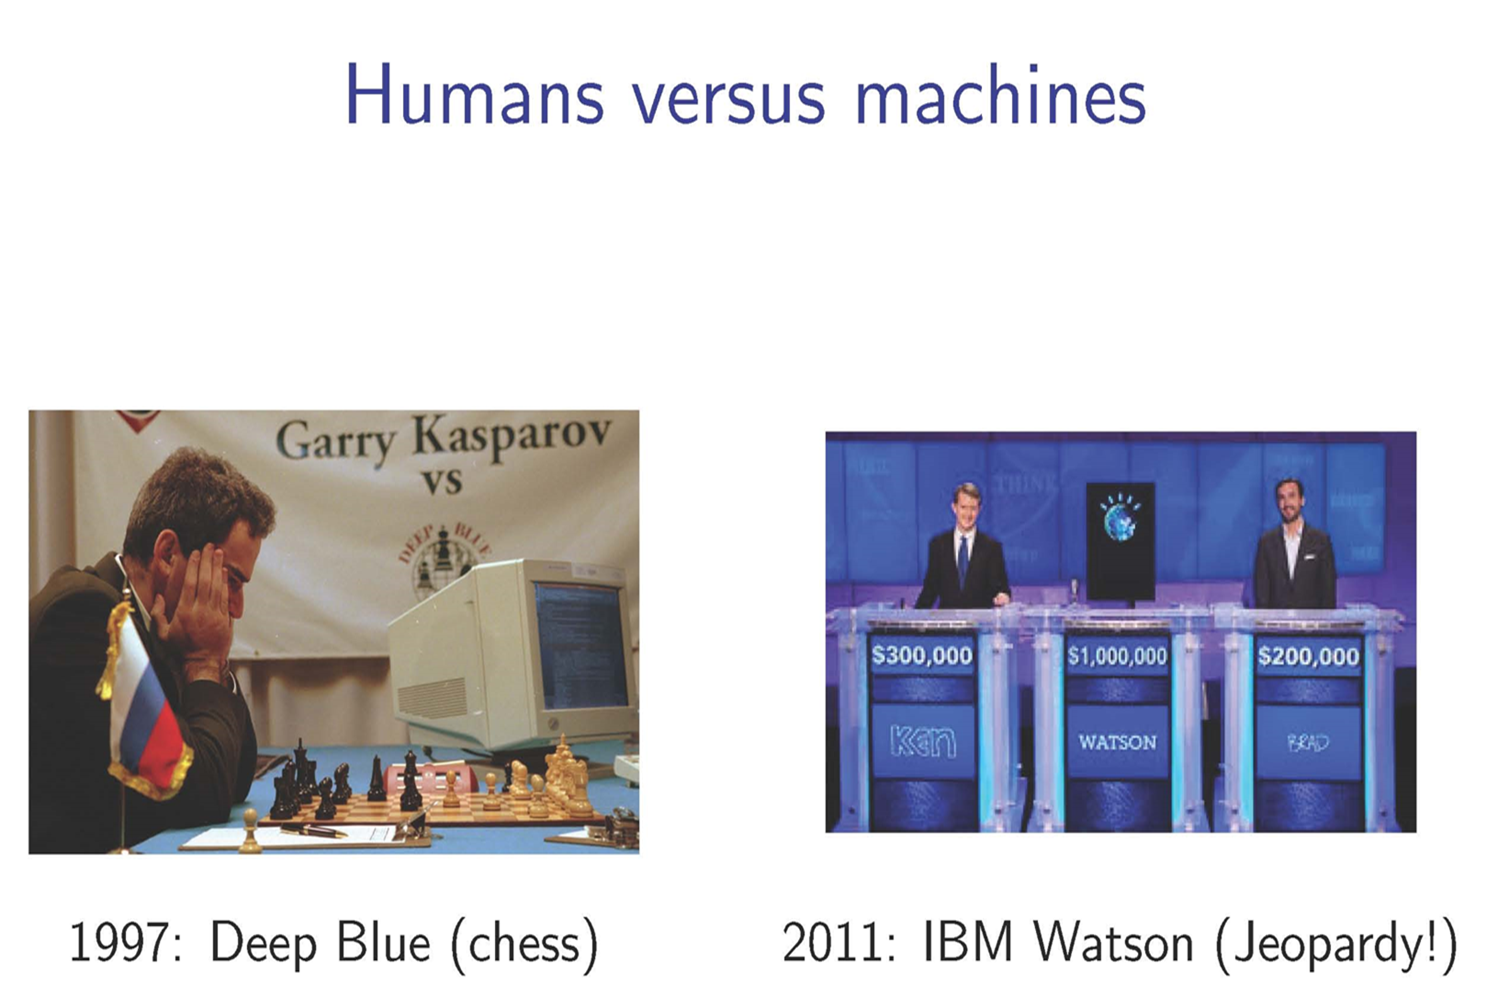 Humans versus machines
Garry Kasparov
vs
DEEP BLUE
1997: Deep Blue (chess)
THINK
$300,000
$1,000,000
$200,000
Ken
WATSON
BRAD
2011: IBM Watson (Jeopardy!)